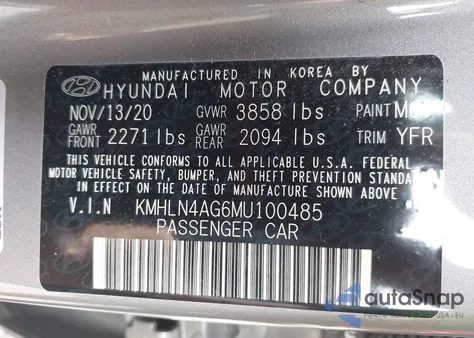 MANUFACTURED IN KOREA BY
HYUNDAI MOTOR COMPANY
NOV/13/20 GVWR 3858 lbs PAINT
GAWR FRONT 2271 lbs GAWR REAR 2094 lbs TRIM YFR
THIS VEHICLE CONFORMS TO ALL APPLICABLE U.S.A. FEDERAL
MOTOR VEHICLE SAFETY, BUMPER, AND THEFT PREVENTION STANDARDS
IN EFFECT ON THE DATE OF MANUFACTURE SHOWN ABOVE.
V.I.N KMHLN4AG6MU100485
PASSENGER CAR
autoSnap